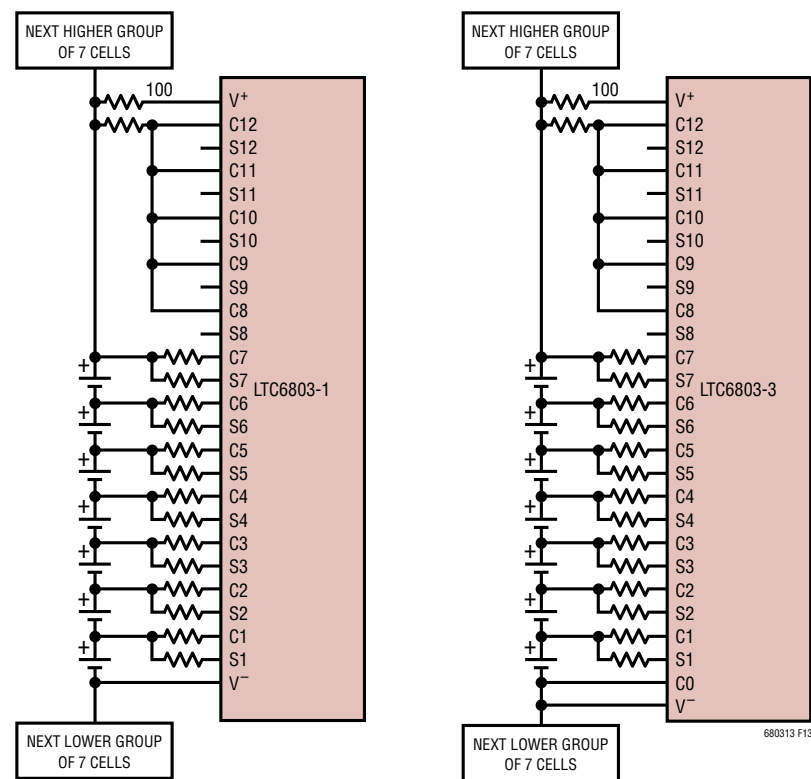 NEXT HIGHER GROUP
OF 7 CELLS
100
V+
C12
S12
C11
S11
C10
S10
C9
S9
C8
S8
C7
S7
C6
S6
C5
S5
C4
S4
C3
S3
C2
S2
C1
S1
V–
LTC6803-1
+
+
+
+
+
+
+
NEXT LOWER GROUP
OF 7 CELLS
NEXT HIGHER GROUP
OF 7 CELLS
100
V+
C12
S12
C11
S11
C10
S10
C9
S9
C8
S8
C7
S7
C6
S6
C5
S5
C4
S4
C3
S3
C2
S2
C1
S1
C0
V–
LTC6803-3
+
+
+
+
+
+
+
NEXT LOWER GROUP
OF 7 CELLS
680313 F13